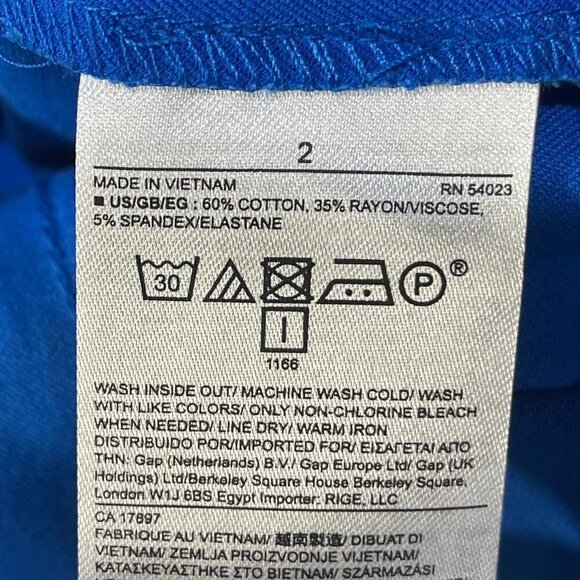 2
MADE IN VIETNAM RN 54023
■ US/GB/EG : 60% COTTON, 35% RAYON/VISCOSE,
5% SPANDEX/ELASTANE
30 P ®
1166
WASH INSIDE OUT/ MACHINE WASH COLD/ WASH
WITH LIKE COLORS/ ONLY NON-CHLORINE BLEACH
WHEN NEEDED/ LINE DRY/ WARM IRON
DISTRIBUIDO POR/IMPORTED FOR/ ΕΙΣΑΓΕΤΑΙ ΑΠΟ
ΤΗΝ: Gap (Netherlands) B.V./ Gap Europe Ltd/ Gap (UK
Holdings) Ltd/Berkeley Square House Berkeley Square,
London W1J 6BS Egypt Importer: RIGE, LLC
CA 17897
FABRIQUE AU VIETNAM/ 越南製造/ DIBUAT DI
VIETNAM/ ZEMLJA PROIZVODNJE VIJETNAM/
ΚΑΤΑΣΚΕΥΑΣΤΗΚΕ ΣΤΟ ΒΙΕΤΝΑΜ/ SZÁRMAZÁSI